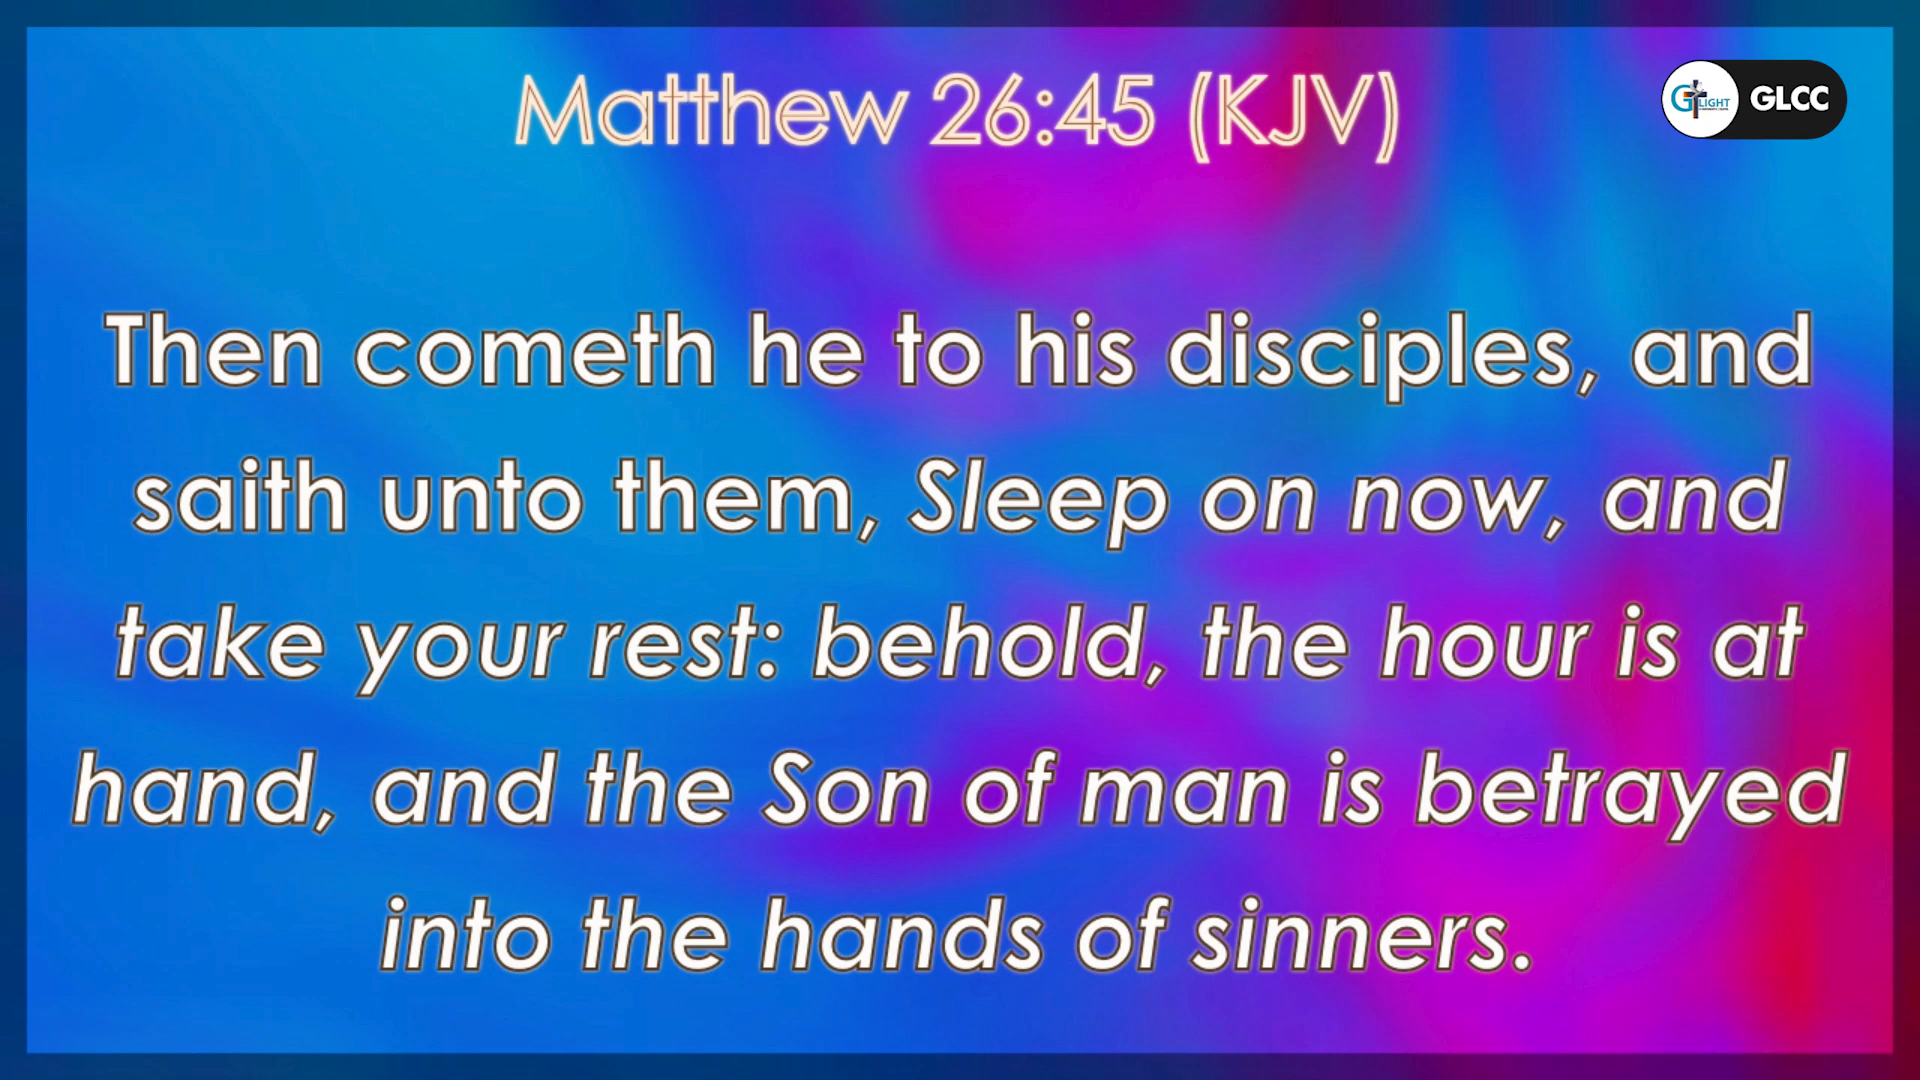 Matthew 26:45 (KJV)
GLIGHT GLCC
Then cometh he to his disciples, and
saith unto them, Sleep on now, and
take your rest: behold, the hour is at
hand, and the Son of man is betrayed
into the hands of sinners.